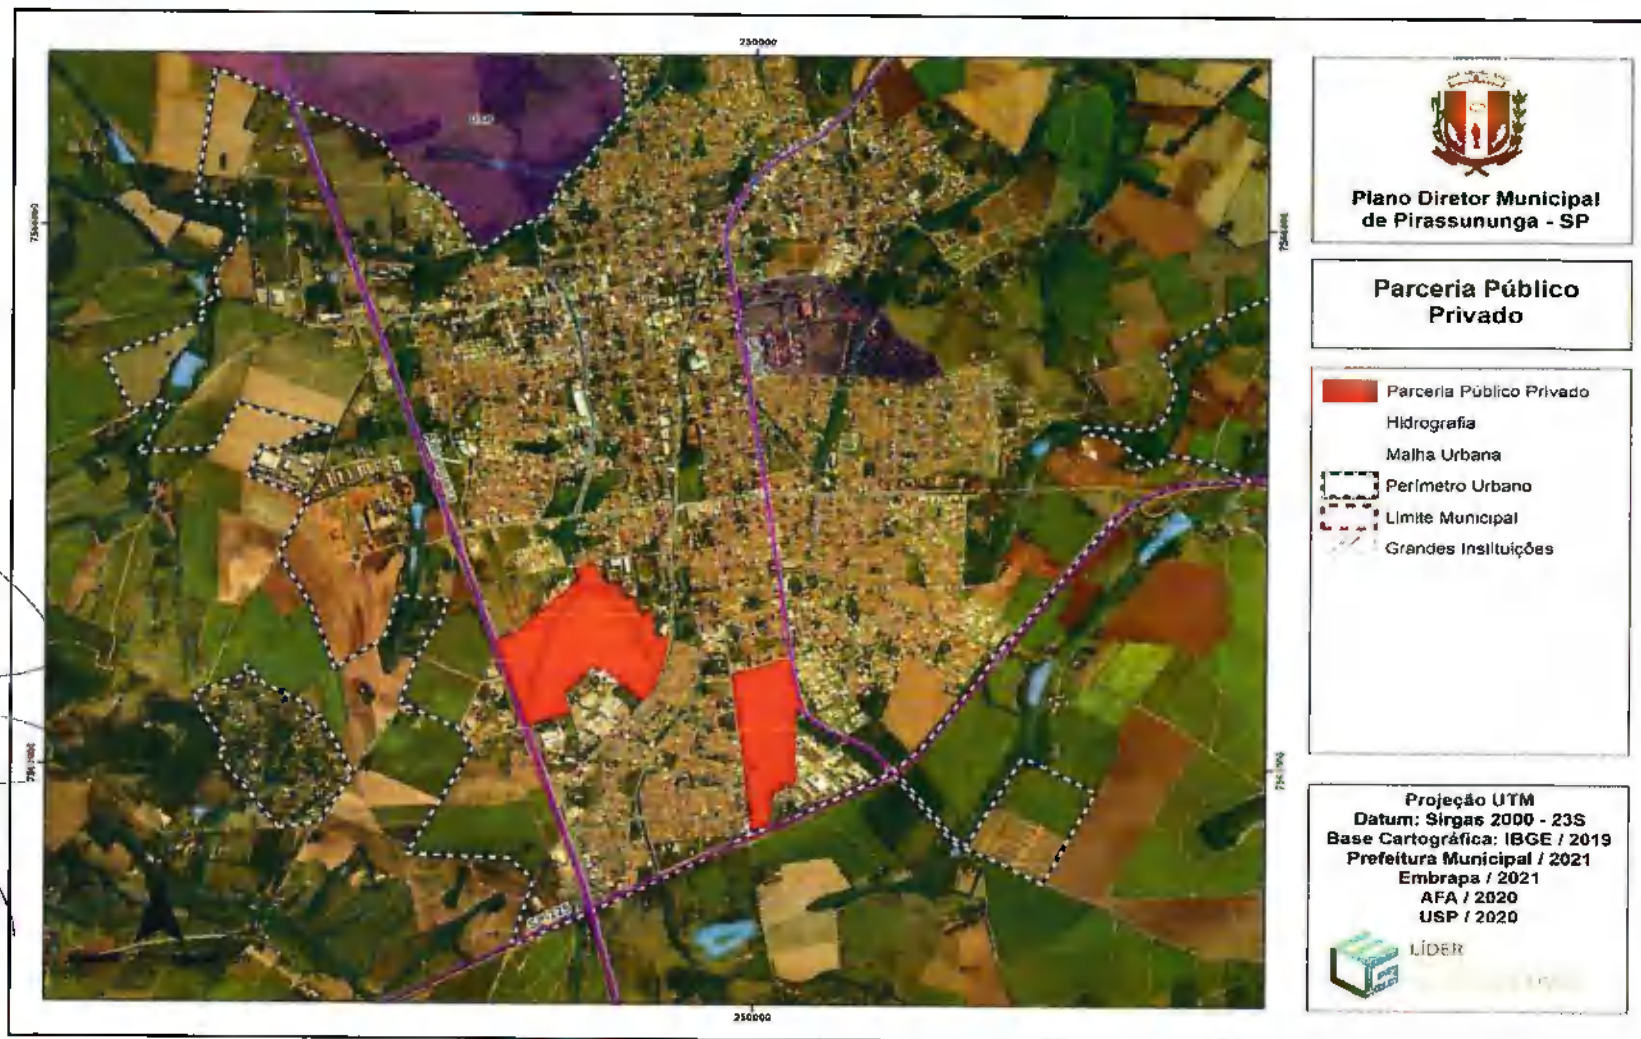 250000
Plano Diretor Municipal
de Pirassununga - SP
Parceria Público
Privado
Parceria Público Privado
Hidrografia
Malha Urbana
Perímetro Urbano
Limite Municipal
Grandes Instituições
Projeção UTM
Datum: Sirgas 2000 - 23S
Base Cartográfica: IBGE / 2019
Prefeitura Municipal / 2021
Embrapa / 2021
AFA / 2020
USP / 2020
LÍDER
USP
250000